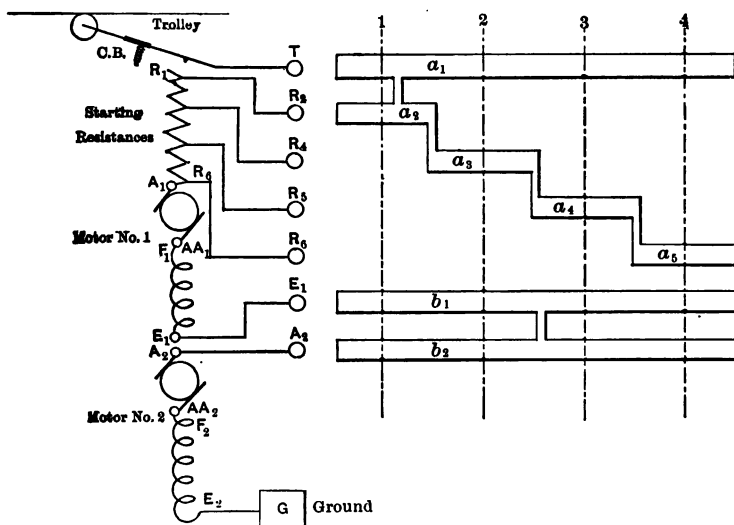 Trolley
C.B.
T
R1
R2
Starting
Resistances
R4
R6
A1
R5
Motor No. 1
F1
AA1
R6
E1
E1
A2
A2
Motor No. 2
AA2
F2
E2
G
Ground
1
2
3
4
a1
a2
a3
a4
a5
b1
b2